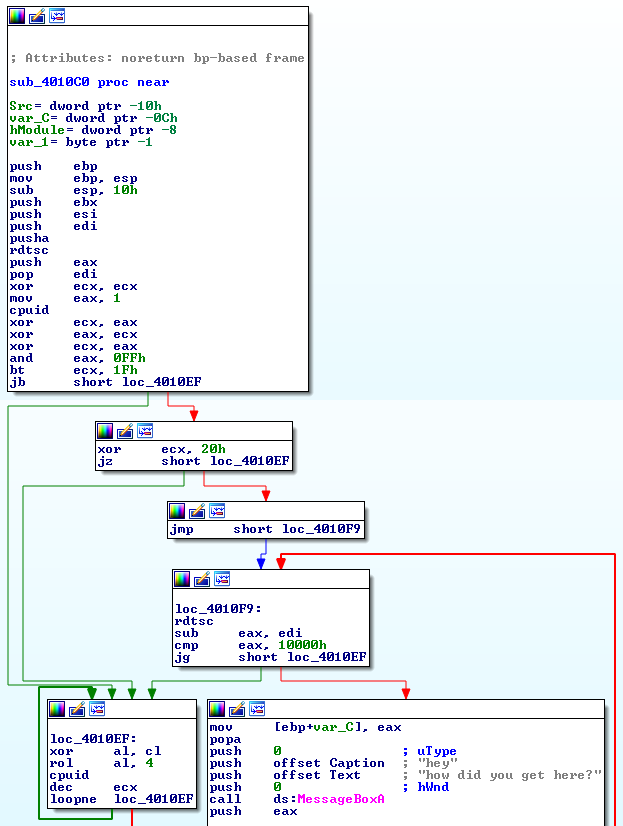 ; Attributes: noreturn bp-based frame
sub_4010C0 proc near
Src= dword ptr -10h
var_C= dword ptr -0Ch
hModule= dword ptr -8
var_1= byte ptr -1
push ebp
mov ebp, esp
sub esp, 10h
push ebx
push esi
push edi
pusha
rdtsc
push eax
pop edi
xor ecx, ecx
mov eax, 1
cpuid
xor ecx, eax
xor eax, ecx
xor ecx, eax
and eax, 0FFh
bt ecx, 1Fh
jb short loc_4010EF
xor ecx, 20h
jz short loc_4010EF
jmp short loc_4010F9
loc_4010F9:
rdtsc
sub eax, edi
cmp eax, 10000h
jg short loc_4010EF
loc_4010EF:
xor al, cl
rol al, 4
cpuid
dec ecx
loopne loc_4010EF
mov [ebp+var_C], eax
popa
push 0 ; uType
push offset Caption ; "hey"
push offset Text ; "how did you get here?"
push 0 ; hWnd
call ds:MessageBoxA
push eax